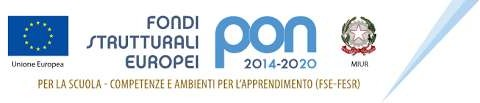 FONDI
STRUTTURALI
EUROPEI
pon
2014-2020
Unione Europea
MIUR
PER LA SCUOLA - COMPETENZE E AMBIENTI PER L'APPRENDIMENTO (FSE-FESR)